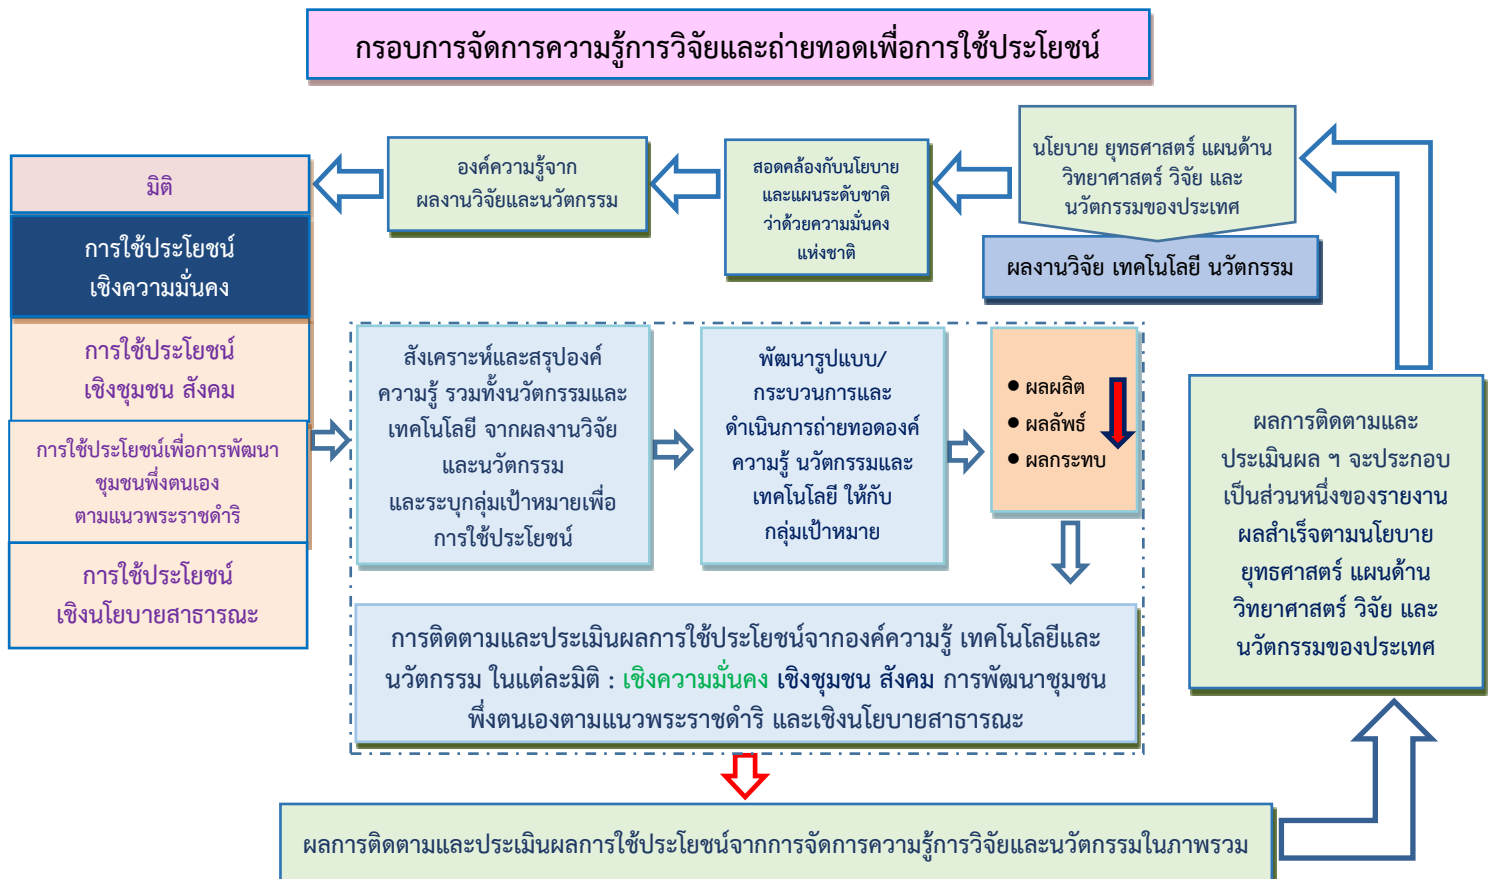 กรอบการจัดการความรู้การวิจัยและถ่ายทอดเพื่อการใช้ประโยชน์
นโยบาย ยุทธศาสตร์ แผนด้าน
วิทยาศาสตร์ วิจัย และ
นวัตกรรมของประเทศ
ผลงานวิจัย เทคโนโลยี นวัตกรรม
สอดคล้องกับนโยบาย
และแผนระดับชาติ
ว่าด้วยความมั่นคง
แห่งชาติ
องค์ความรู้จาก
ผลงานวิจัยและนวัตกรรม
มิติ
การใช้ประโยชน์
เชิงความมั่นคง
การใช้ประโยชน์
เชิงชุมชน สังคม
การใช้ประโยชน์เพื่อการพัฒนา
ชุมชนพึ่งตนเอง
ตามแนวพระราชดำริ
การใช้ประโยชน์
เชิงนโยบายสาธารณะ
สังเคราะห์และสรุปองค์
ความรู้ รวมทั้งนวัตกรรมและ
เทคโนโลยี จากผลงานวิจัย
และนวัตกรรม
และระบุกลุ่มเป้าหมายเพื่อ
การใช้ประโยชน์
พัฒนารูปแบบ/
กระบวนการและ
ดำเนินการถ่ายทอดองค์
ความรู้ นวัตกรรมและ
เทคโนโลยี ให้กับ
กลุ่มเป้าหมาย
● ผลผลิต
● ผลลัพธ์
● ผลกระทบ
การติดตามและประเมินผลการใช้ประโยชน์จากองค์ความรู้ เทคโนโลยีและ
นวัตกรรม ในแต่ละมิติ : เชิงความมั่นคง เชิงชุมชน สังคม การพัฒนาชุมชน
พึ่งตนเองตามแนวพระราชดำริ และเชิงนโยบายสาธารณะ
ผลการติดตามและประเมินผลการใช้ประโยชน์จากการจัดการความรู้การวิจัยและนวัตกรรมในภาพรวม
ผลการติดตามและ
ประเมินผล ฯ จะประกอบ
เป็นส่วนหนึ่งของรายงาน
ผลสำเร็จตามนโยบาย
ยุทธศาสตร์ แผนด้าน
วิทยาศาสตร์ วิจัย และ
นวัตกรรมของประเทศ